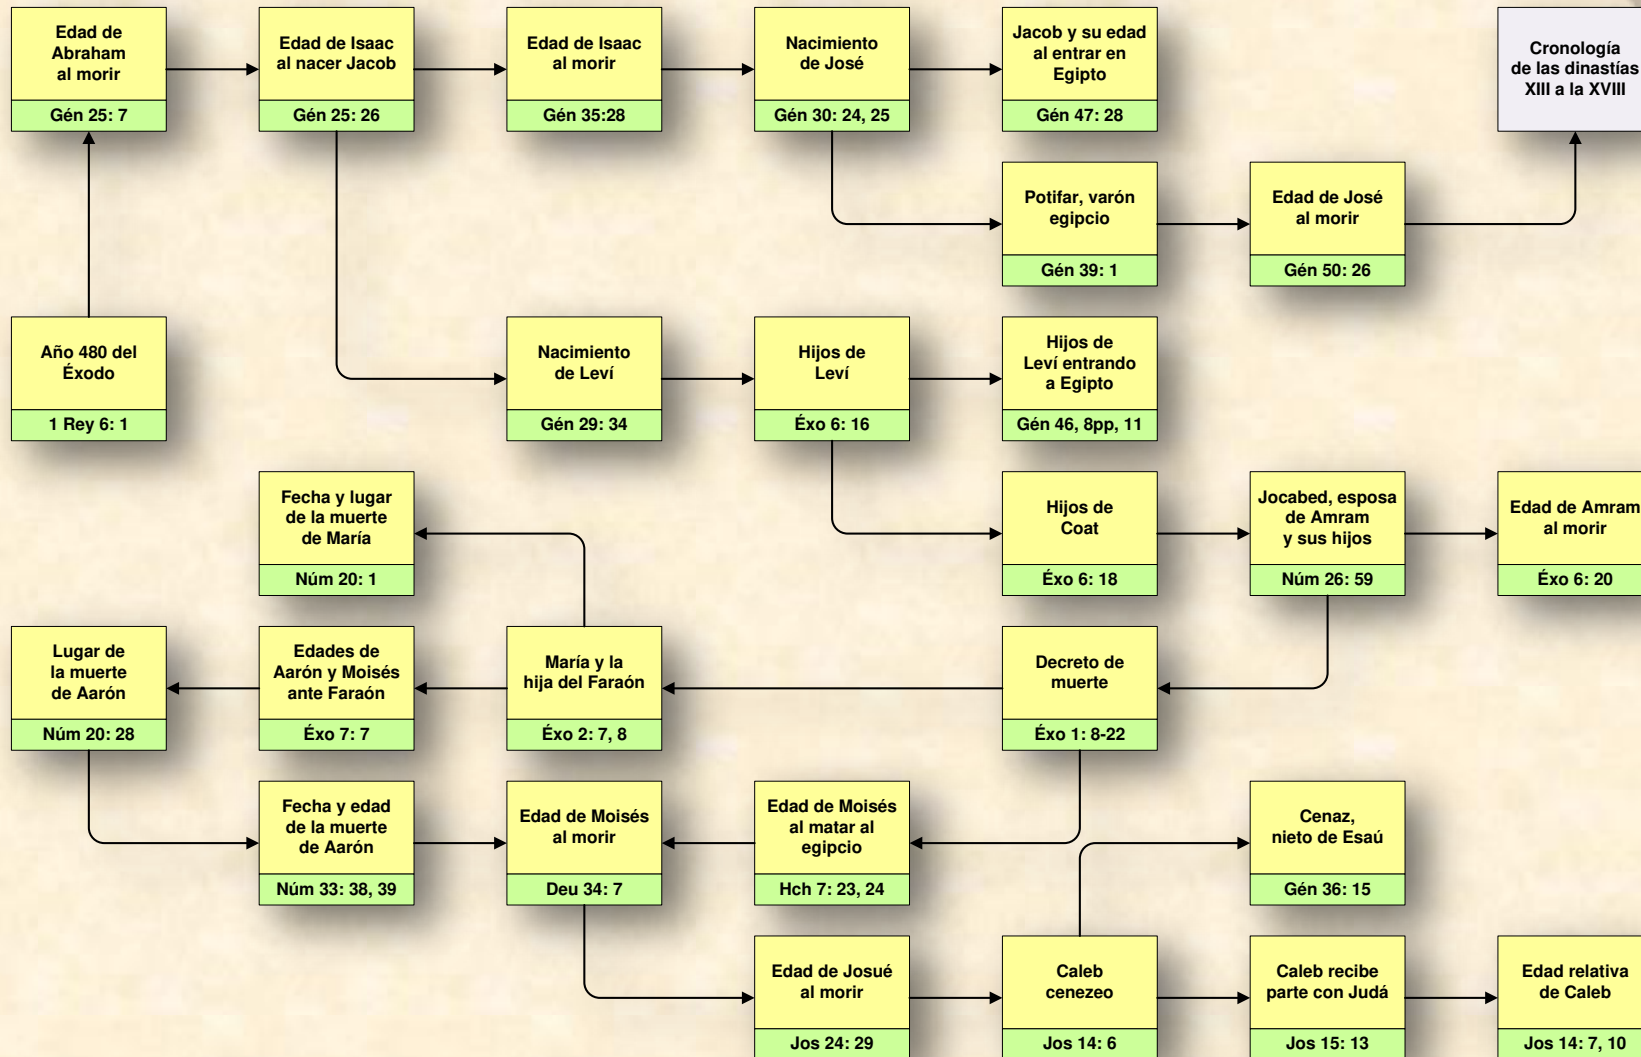 Edad de
Abraham
al morir
Gén 25: 7
Edad de Isaac
al nacer Jacob
Gén 25: 26
Edad de Isaac
al morir
Gén 35:28
Nacimiento
de José
Gén 30: 24, 25
Jacob y su edad
al entrar en
Egipto
Gén 47: 28
Cronología
de las dinastías
XIII a la XVIII
Potifar, varón
egipcio
Gén 39: 1
Edad de José
al morir
Gén 50: 26
Año 480 del
Éxodo
1 Rey 6: 1
Nacimiento
de Leví
Gén 29: 34
Hijos de
Leví
Éxo 6: 16
Hijos de
Leví entrando
a Egipto
Gén 46, 8pp, 11
Fecha y lugar
de la muerte
de María
Núm 20: 1
Hijos de
Coat
Éxo 6: 18
Jocabed, esposa
de Amram
y sus hijos
Núm 26: 59
Edad de Amram
al morir
Éxo 6: 20
Lugar de
la muerte
de Aarón
Núm 20: 28
Edades de
Aarón y Moisés
ante Faraón
Éxo 7: 7
María y la
hija del Faraón
Éxo 2: 7, 8
Decreto de
muerte
Éxo 1: 8-22
Fecha y edad
de la muerte
de Aarón
Núm 33: 38, 39
Edad de Moisés
al morir
Deu 34: 7
Edad de Moisés
al matar al
egipcio
Hch 7: 23, 24
Cenaz,
nieto de Esaú
Gén 36: 15
Edad de Josué
al morir
Jos 24: 29
Caleb
cenezeo
Jos 14: 6
Caleb recibe
parte con Judá
Jos 15: 13
Edad relativa
de Caleb
Jos 14: 7, 10